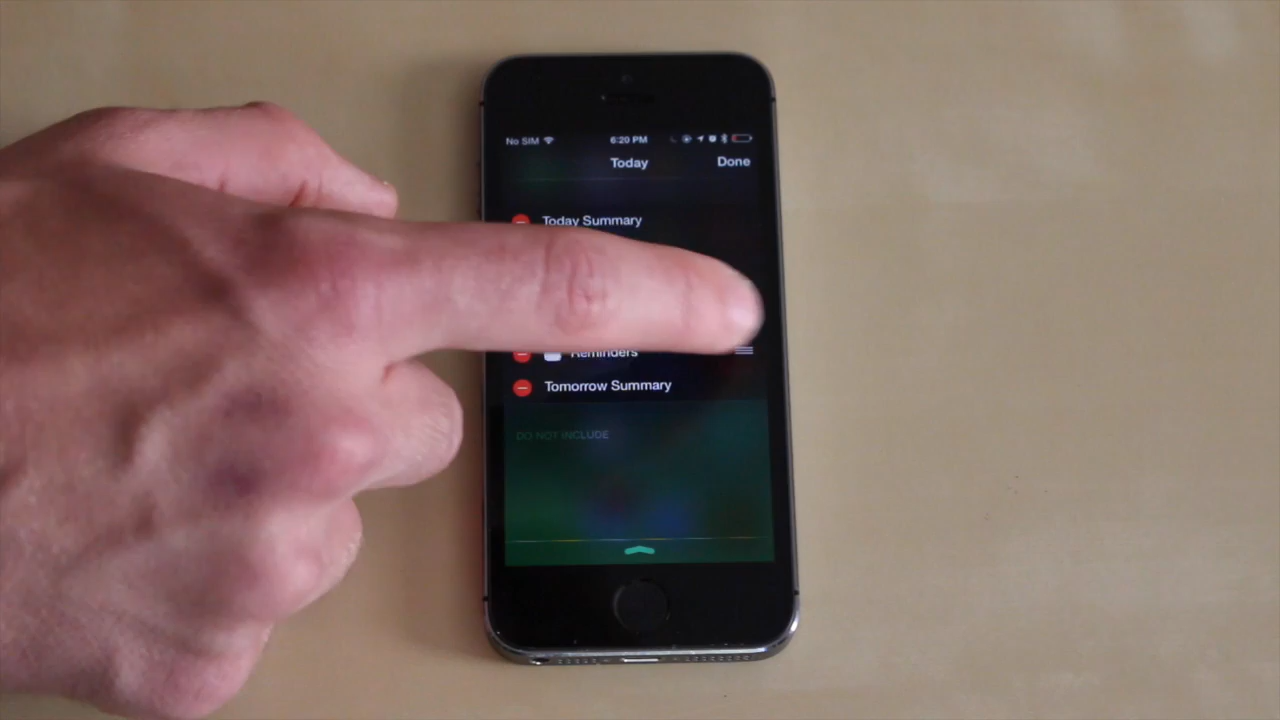 No SIM 6:20 PM
Today Done
Today Summary
Reminders
Tomorrow Summary
DO NOT INCLUDE